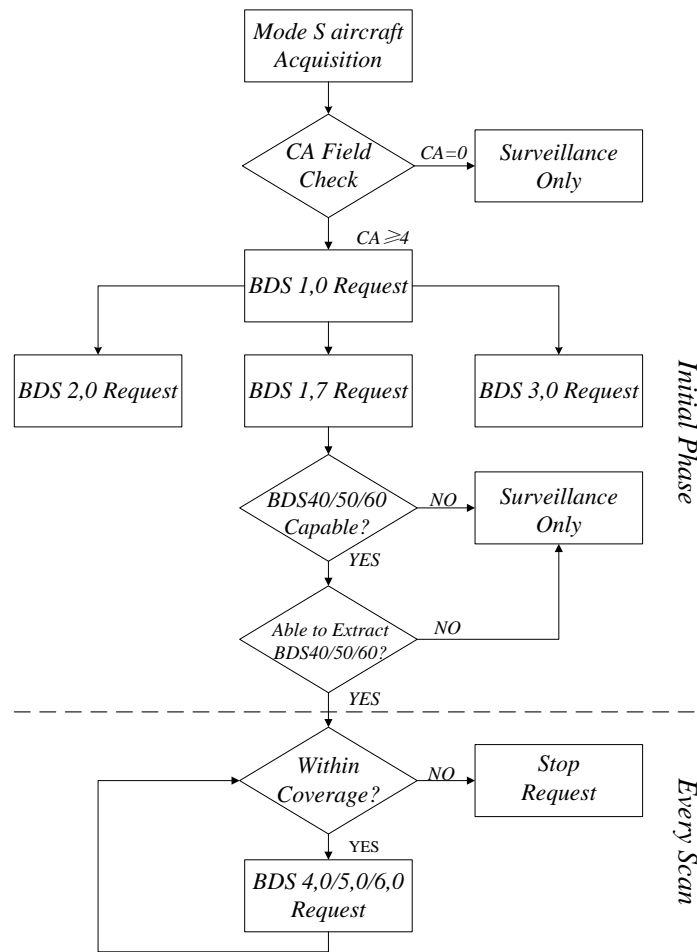 Mode S aircraft
Acquisition
CA Field
Check
CA=0
Surveillance
Only
CA≥4
BDS 1,0 Request
BDS 2,0 Request
BDS 1,7 Request
BDS 3,0 Request
Initial Phase
BDS40/50/60
Capable?
NO
Surveillance
Only
YES
Able to Extract
BDS40/50/60?
NO
YES
Within
Coverage?
NO
Stop
Request
Every Scan
YES
BDS 4,0/5,0/6,0
Request